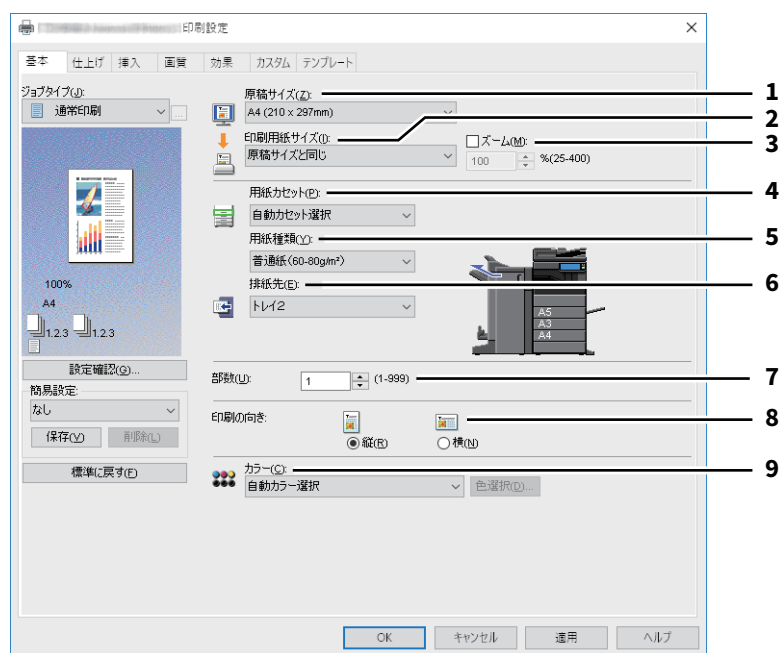 印刷設定
基本 仕上げ 挿入 画質 効果 カスタム テンプレート
ジョブタイプ(J):
通常印刷
...
100%
A4
1.2.3 1.2.3
設定確認(G)...
簡易設定:
なし
保存(V) 削除(L)
標準に戻す(F)
原稿サイズ(Z):
A4 (210 x 297mm)
印刷用紙サイズ(I):
原稿サイズと同じ
ズーム(M):
100 %(25-400)
用紙カセット(P):
自動カセット選択
用紙種類(Y):
普通紙(60-80g/m²)
排紙先(E):
トレイ2
A5
A3
A4
部数(U): 1 (1-999)
印刷の向き:
縦(R) 横(N)
カラー(C):
自動カラー選択 色選択(D)...
OK キャンセル 適用 ヘルプ
1
2
3
4
5
6
7
8
9